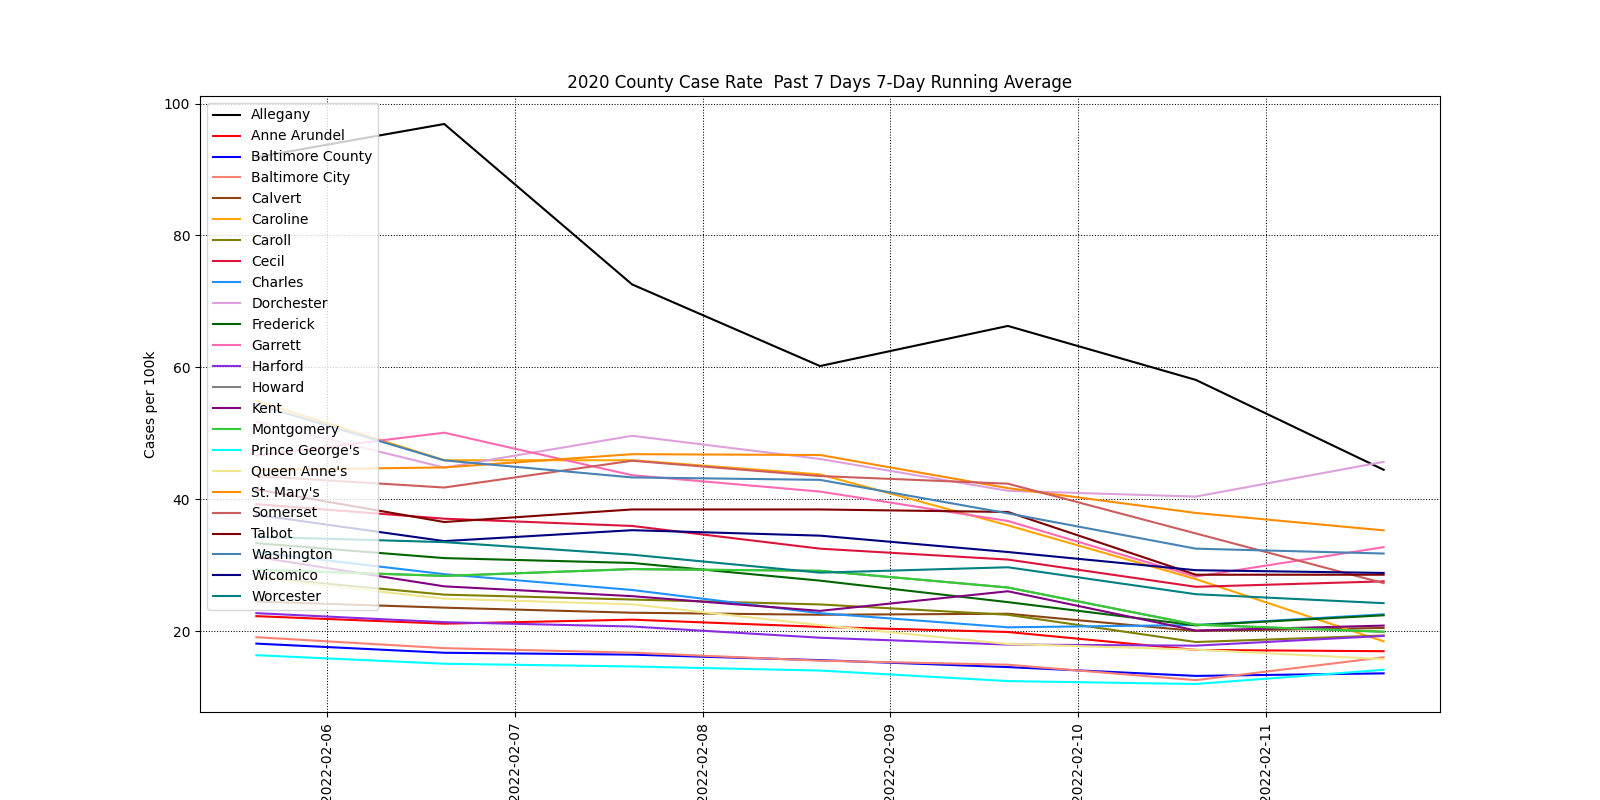 2020 County Case Rate  Past 7 Days 7-Day Running Average
Cases per 100k
100
80
60
40
20
Allegany
Anne Arundel
Baltimore County
Baltimore City
Calvert
Caroline
Caroll
Cecil
Charles
Dorchester
Frederick
Garrett
Harford
Howard
Kent
Montgomery
Prince George's
Queen Anne's
St. Mary's
Somerset
Talbot
Washington
Wicomico
Worcester
2022-02-06
2022-02-07
2022-02-08
2022-02-09
2022-02-10
2022-02-11